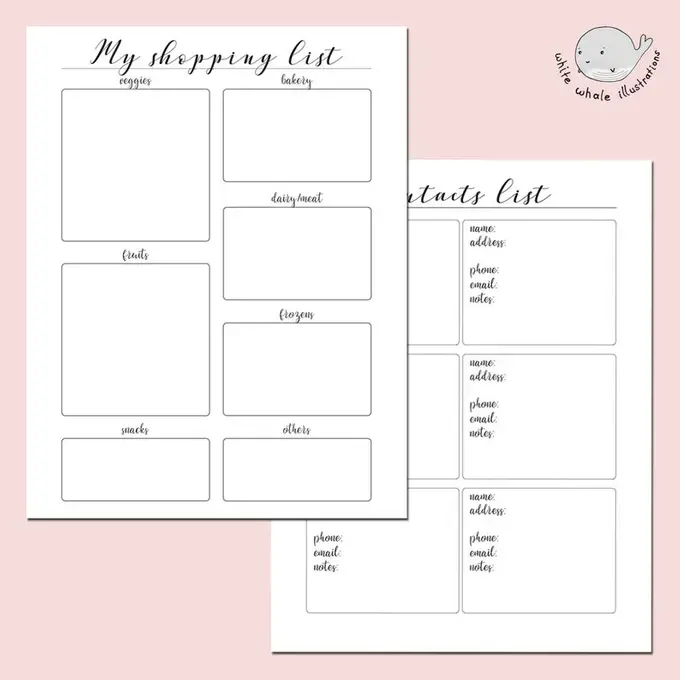 My shopping list
veggies
bakery
dairy/meat
fruits
frozens
snacks
others
white whale illustrations
ntacts list
name:
address:
phone:
email:
notes:
name:
address:
phone:
email:
notes:
phone:
email:
notes:
name:
address:
phone:
email:
notes: